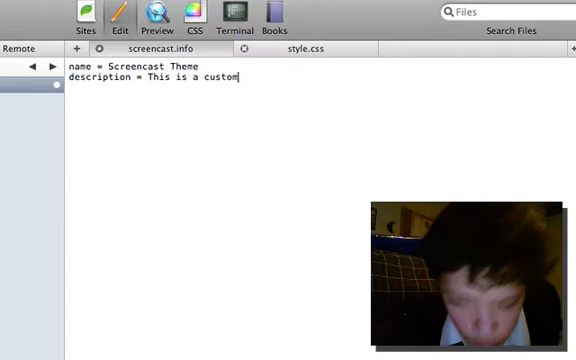 Sites Edit Preview CSS Terminal Books
Files
Search Files
Remote screencast.info style.css
name = Screencast Theme
description = This is a custom